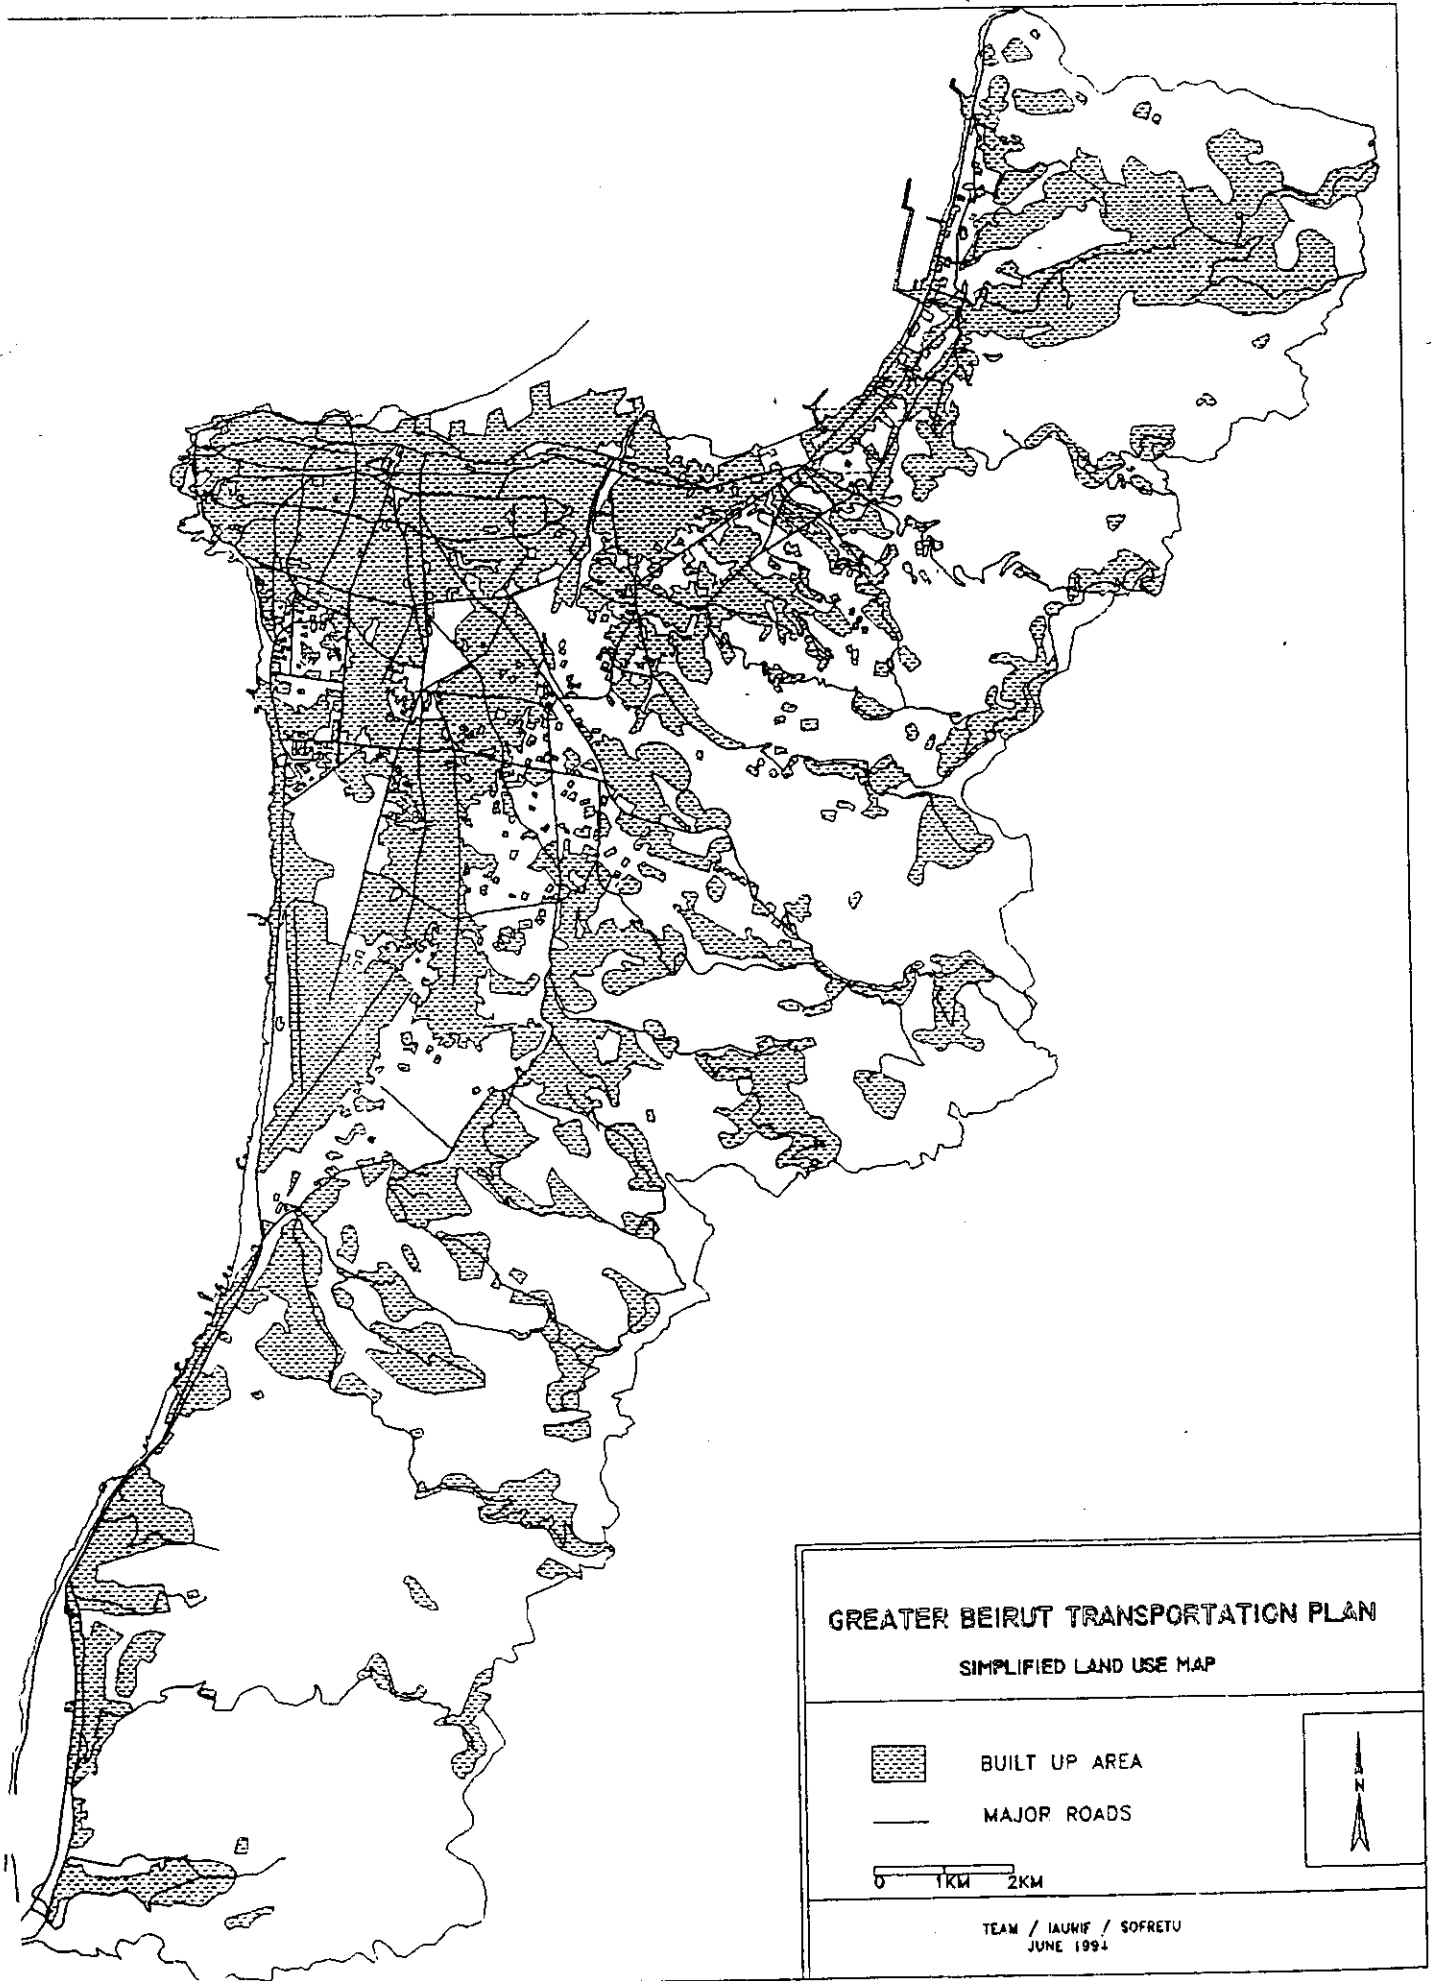 GREATER BEIRUT TRANSPORTATION PLAN
SIMPLIFIED LAND USE MAP
BUILT UP AREA
MAJOR ROADS
N
0 1KM 2KM
TEAM / IAURIF / SOFRETU
JUNE